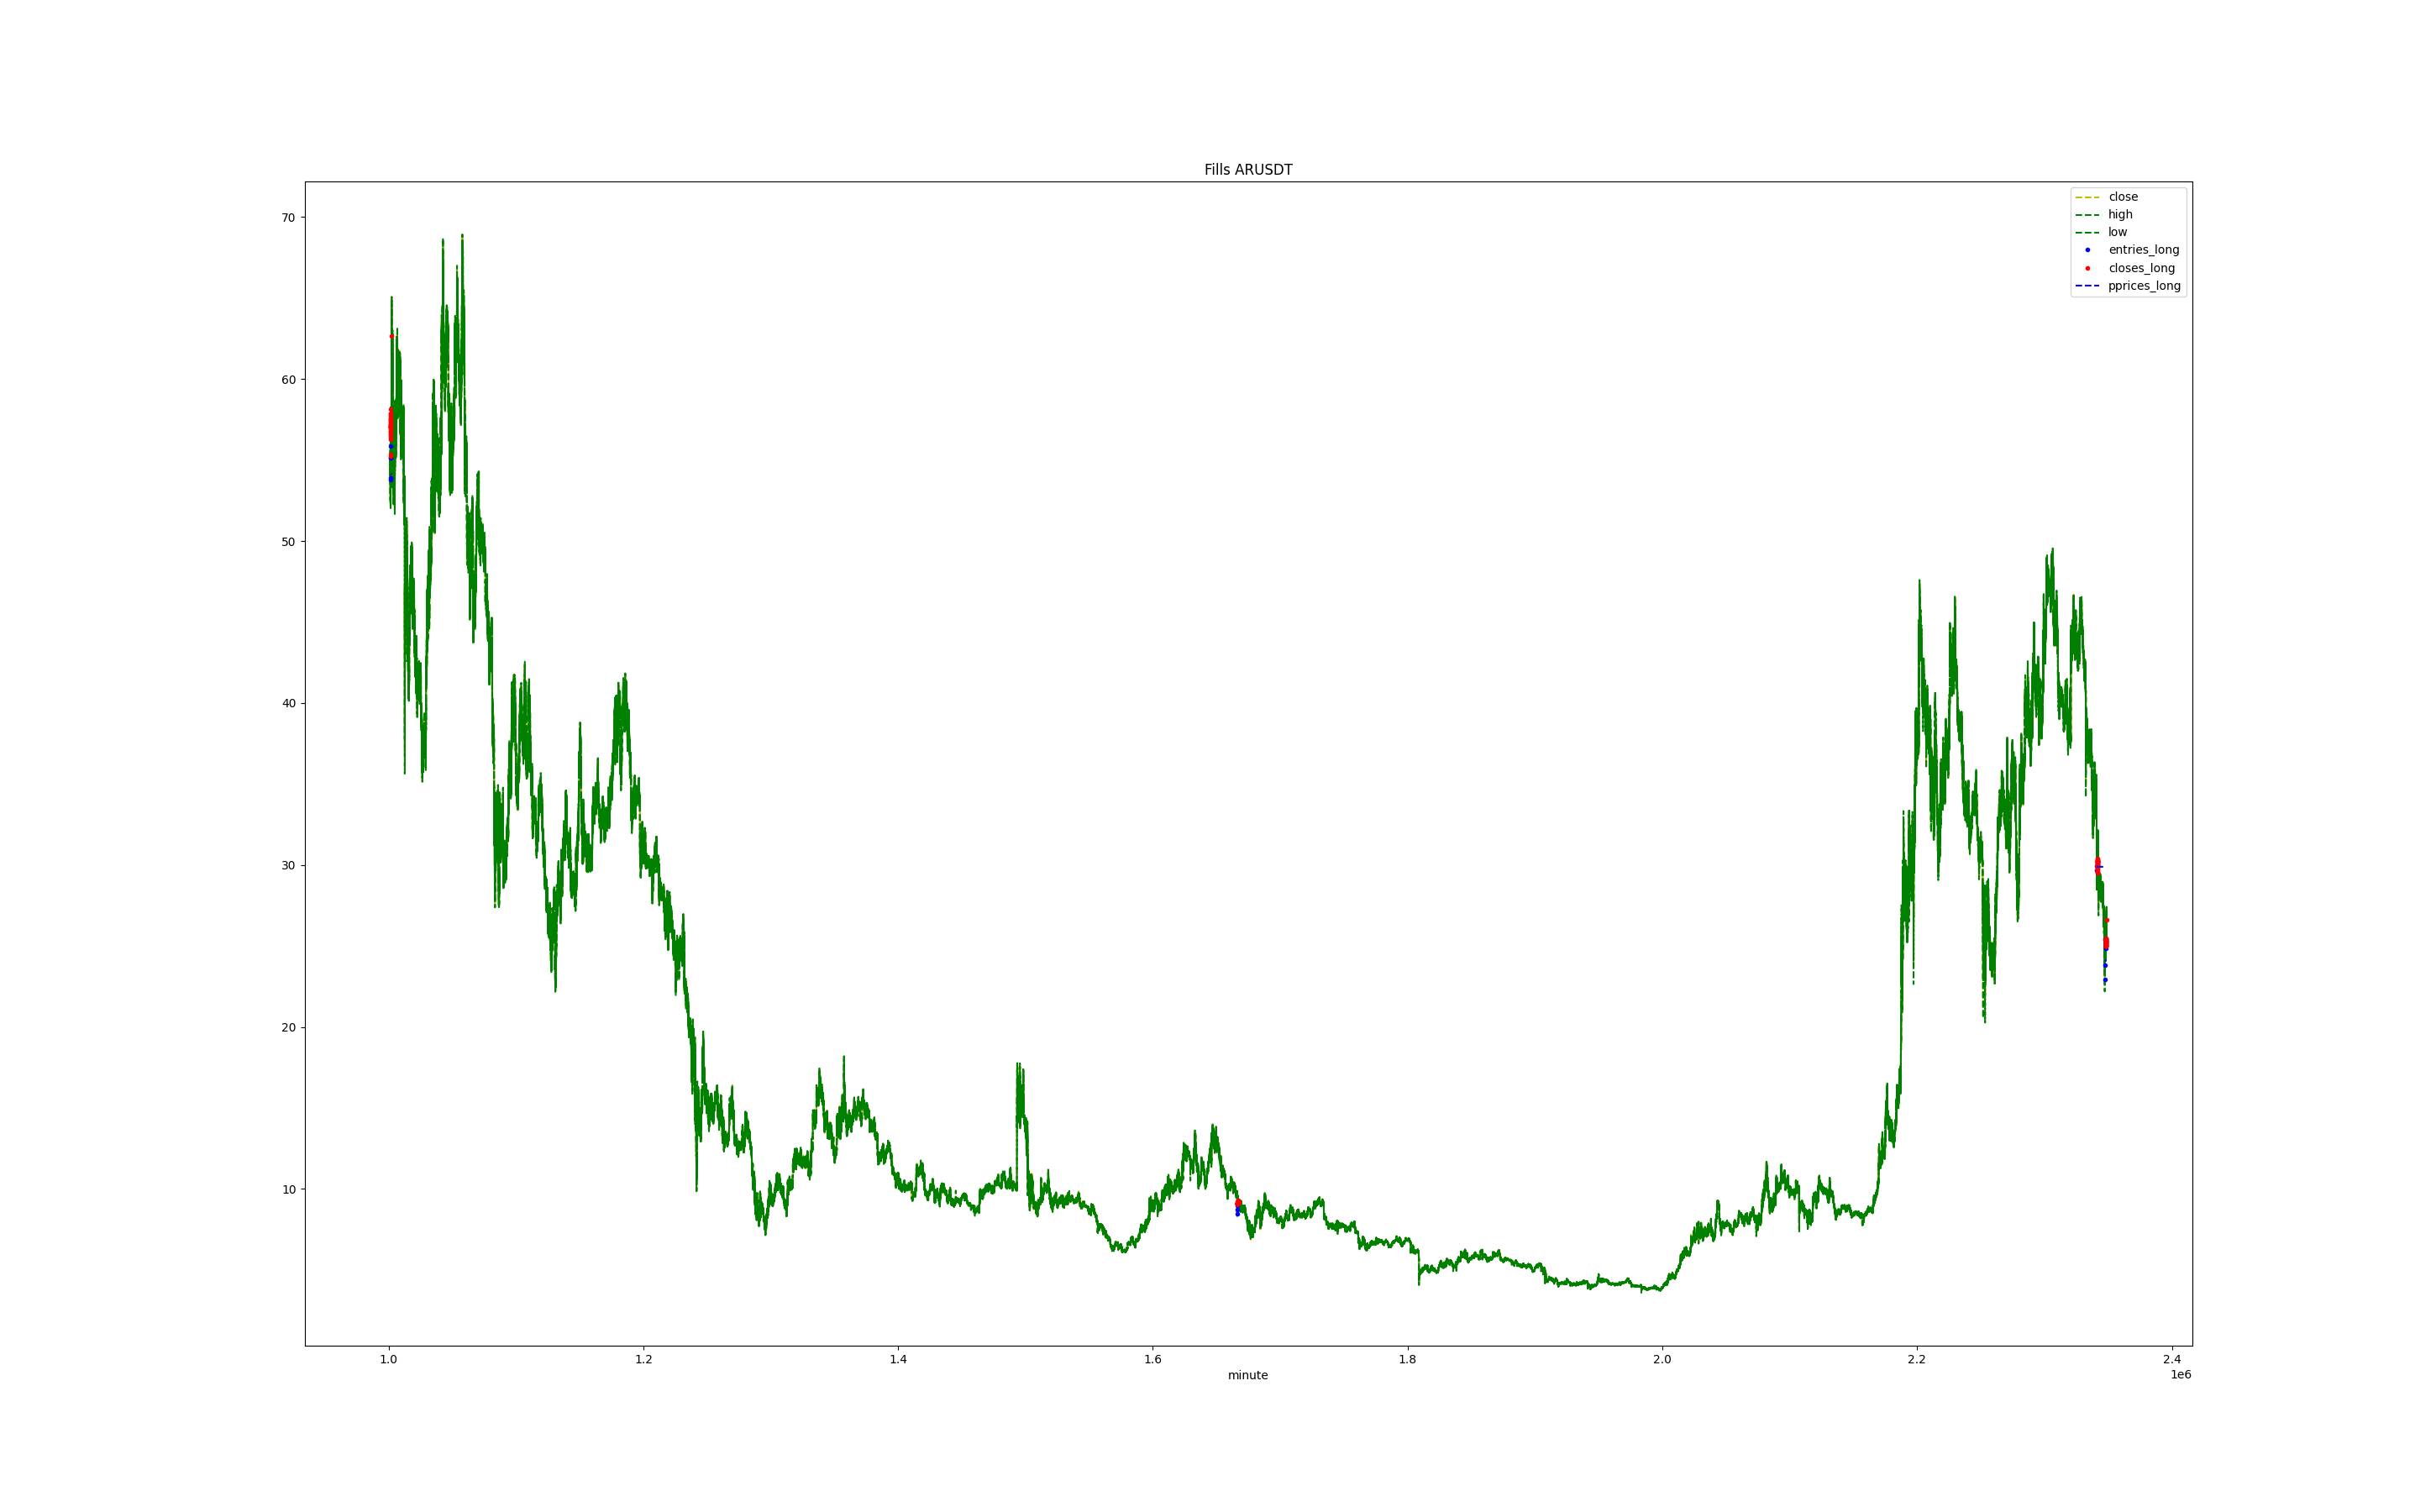 Fills ARUSDT
close
high
low
entries_long
closes_long
pprices_long
70
60
50
40
30
20
10
1.0 1.2 1.4 1.6 1.8 2.0 2.2 2.4
1e6
minute